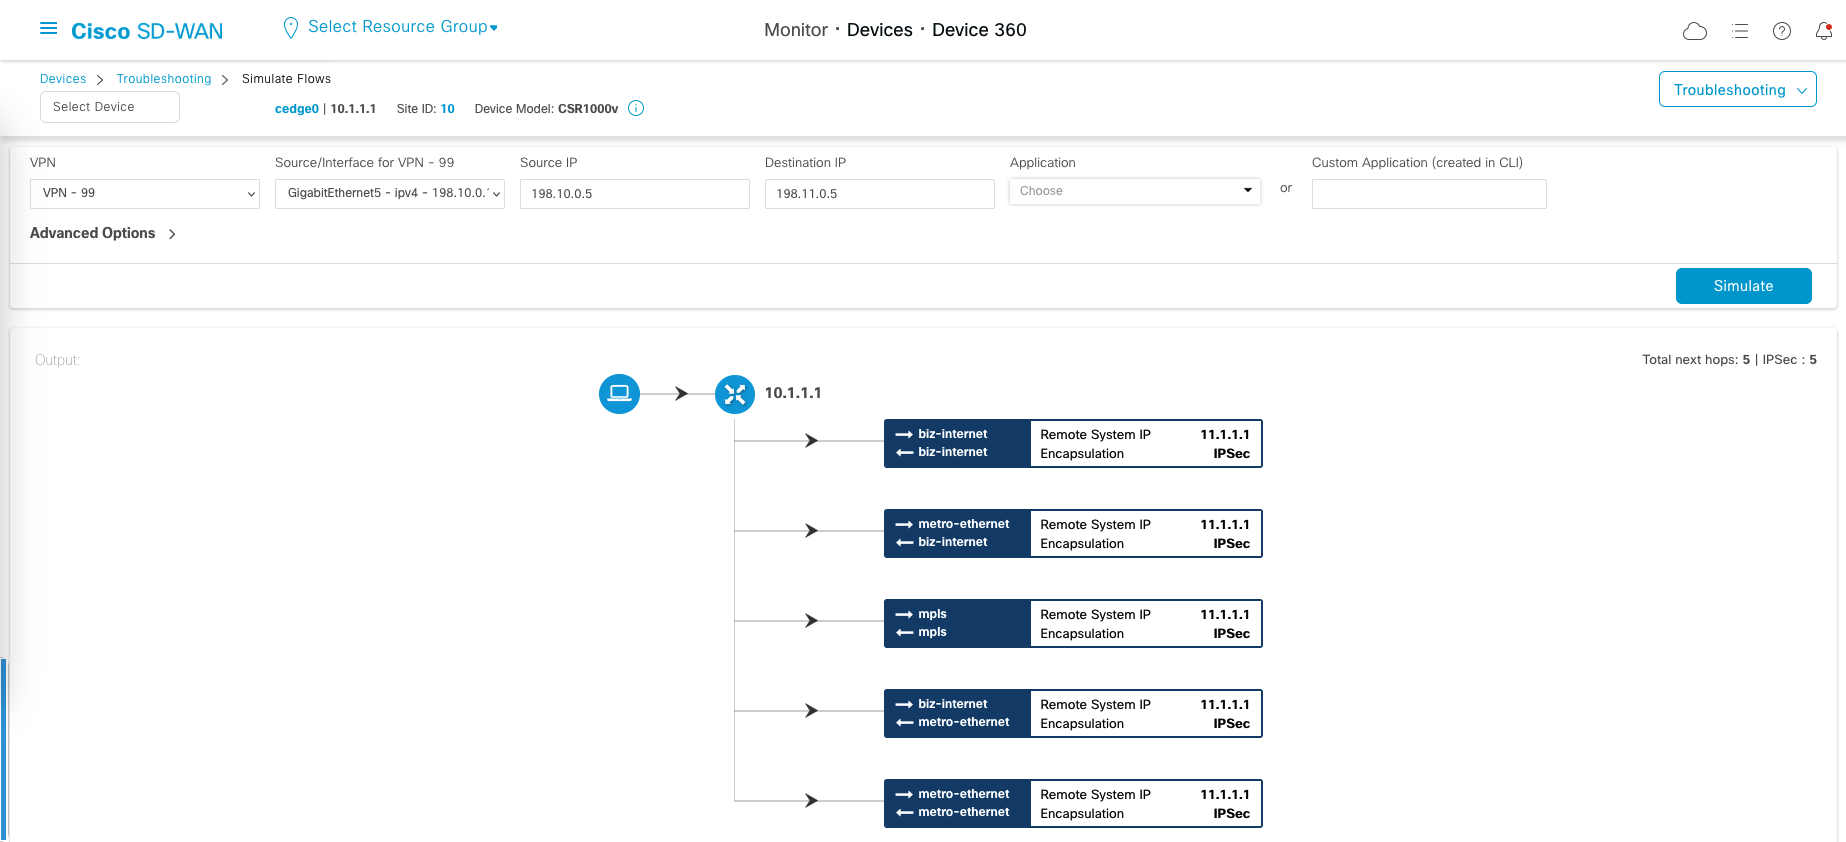 Cisco SD-WAN
Select Resource Group
Monitor · Devices · Device 360
Devices > Troubleshooting > Simulate Flows
Select Device
cedge0 | 10.1.1.1 Site ID: 10 Device Model: CSR1000v
Troubleshooting
VPN
Source/Interface for VPN - 99
Source IP
Destination IP
Application
Custom Application (created in CLI)
VPN - 99
GigabitEthernet5 - ipv4 - 198.10.0.
198.10.0.5
198.11.0.5
Choose
or
Advanced Options
Simulate
Output:
Total next hops: 5 | IPSec : 5
10.1.1.1
→ biz-internet Remote System IP 11.1.1.1
← biz-internet Encapsulation IPSec
→ metro-ethernet Remote System IP 11.1.1.1
← biz-internet Encapsulation IPSec
→ mpls Remote System IP 11.1.1.1
← mpls Encapsulation IPSec
→ biz-internet Remote System IP 11.1.1.1
← metro-ethernet Encapsulation IPSec
→ metro-ethernet Remote System IP 11.1.1.1
← metro-ethernet Encapsulation IPSec